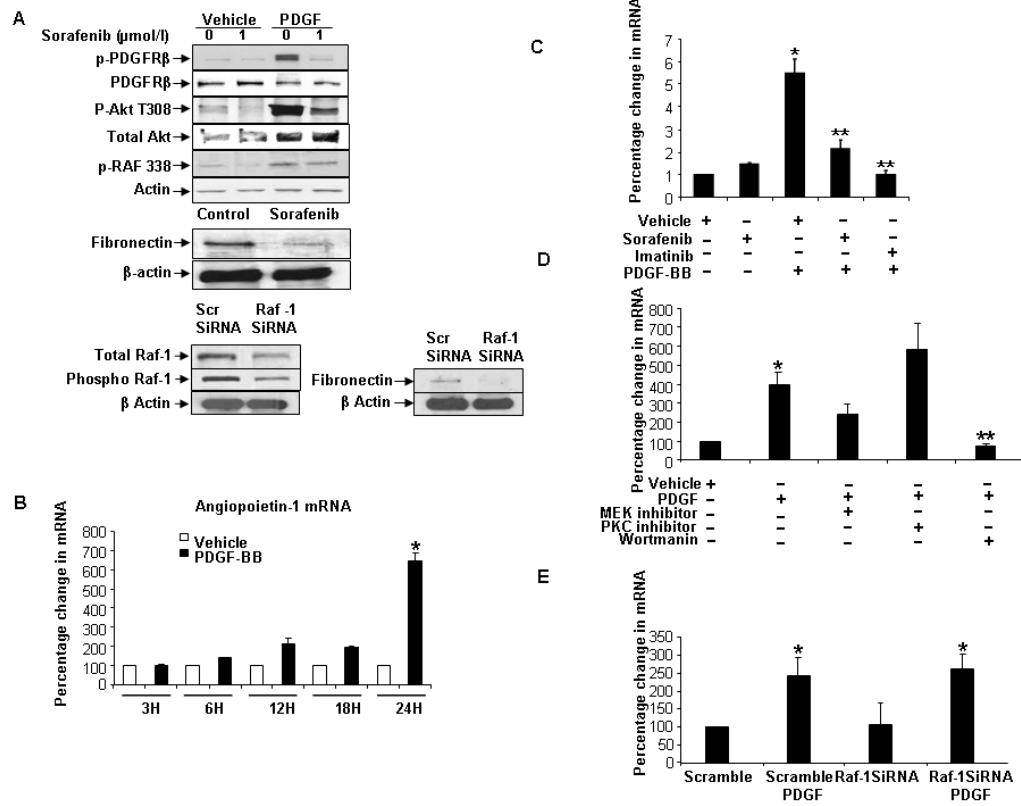 A
Vehicle PDGF
Sorafenib (µmol/l) 0 1 0 1
p-PDGFRβ
PDGFRβ
P-Akt T308
Total Akt
p-RAF 338
Actin
Control Sorafenib
Fibronectin
β-actin
Scr SiRNA Raf -1 SiRNA
Total Raf-1
Phospho Raf-1
β Actin
Scr SiRNA Raf-1 SiRNA
Fibronectin
β Actin
B
Angiopoietin-1 mRNA
Vehicle
PDGF-BB
*
Percentage change in mRNA
800
700
600
500
400
300
200
100
0
3H 6H 12H 18H 24H
C
Percentage change in mRNA
7
6
5
4
3
2
1
0
* ** **
Vehicle + – + – –
Sorafenib – + – + –
Imatinib – – – – +
PDGF-BB – – + + +
D
Percentage change in mRNA
800
700
600
500
400
300
200
100
0
* **
Vehicle + – – – –
PDGF – + + + +
MEK inhibitor – – + – –
PKC inhibitor – – – + –
Wortmanin – – – – +
E
Percentage change in mRNA
350
300
250
200
150
100
50
0
* *
Scramble Scramble PDGF Raf-1SiRNA Raf-1SiRNA PDGF